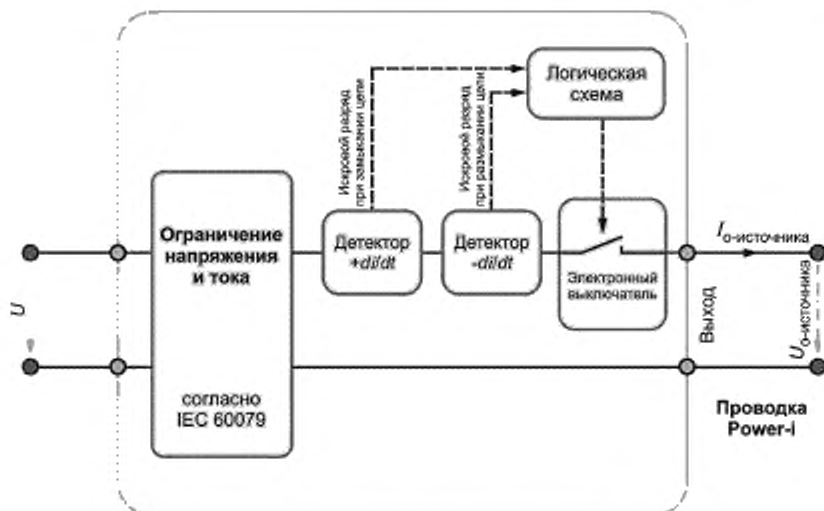 Логическая
схема
Искровой разряд
при замыкании цепи
Искровой разряд
при размыкании цепи
Ограничение
напряжения
и тока
согласно
IEC 60079
Детектор
+di/dt
Детектор
-di/dt
Электронный
выключатель
U
Iо-источника
Выход
Uо-источника
Проводка
Power-i